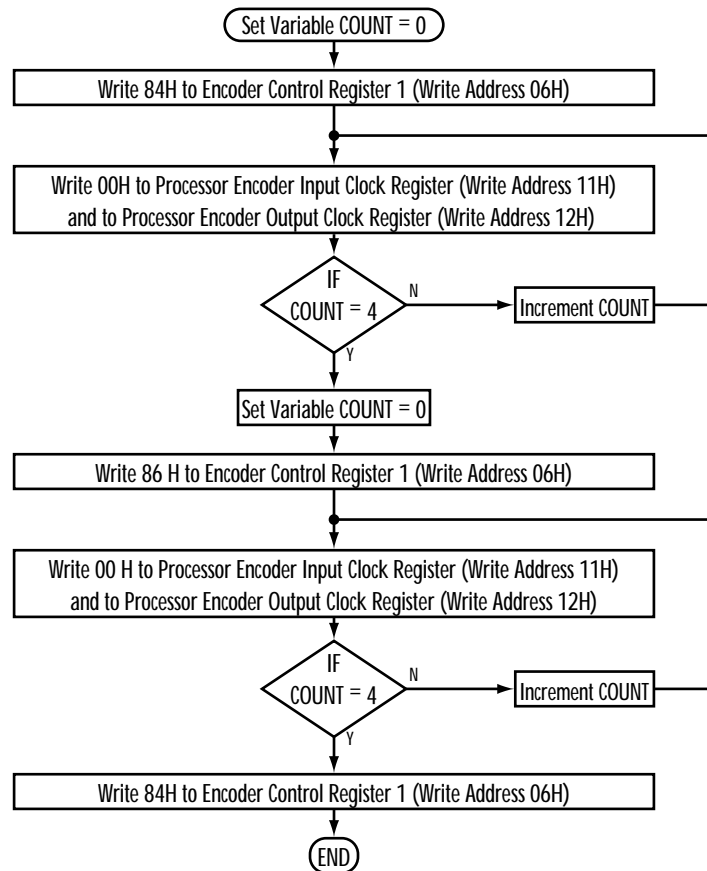 Set Variable COUNT = 0
Write 84H to Encoder Control Register 1 (Write Address 06H)
Write 00H to Processor Encoder Input Clock Register (Write Address 11H)
and to Processor Encoder Output Clock Register (Write Address 12H)
IF
COUNT = 4
N
Increment COUNT
Y
Set Variable COUNT = 0
Write 86 H to Encoder Control Register 1 (Write Address 06H)
Write 00 H to Processor Encoder Input Clock Register (Write Address 11H)
and to Processor Encoder Output Clock Register (Write Address 12H)
IF
COUNT = 4
N
Increment COUNT
Y
Write 84H to Encoder Control Register 1 (Write Address 06H)
END